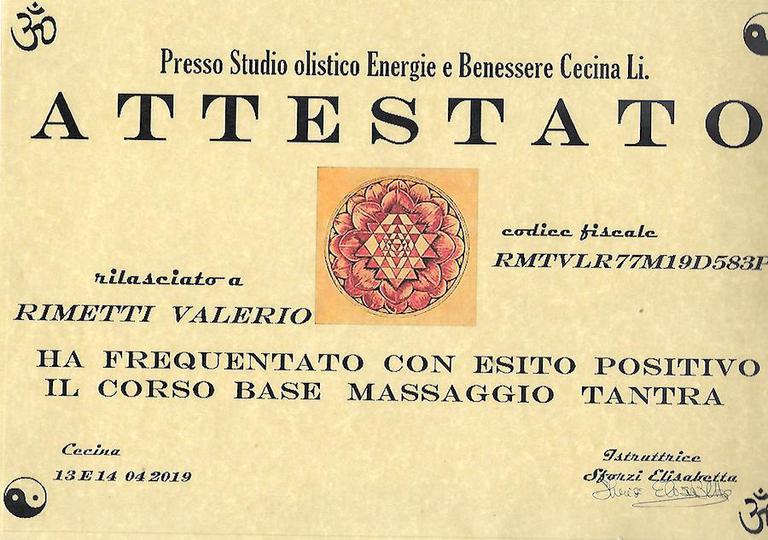 ॐ
Presso Studio olistico Energie e Benessere Cecina Li.
ATTESTATO
codice fiscale
RMTVLR77M19D583P
rilasciato a
RIMETTI VALERIO
HA FREQUENTATO CON ESITO POSITIVO
IL CORSO BASE MASSAGGIO TANTRA
Cecina
13 E 14 04 2019
Istruttrice
Sforzi Elisabetta
ॐ